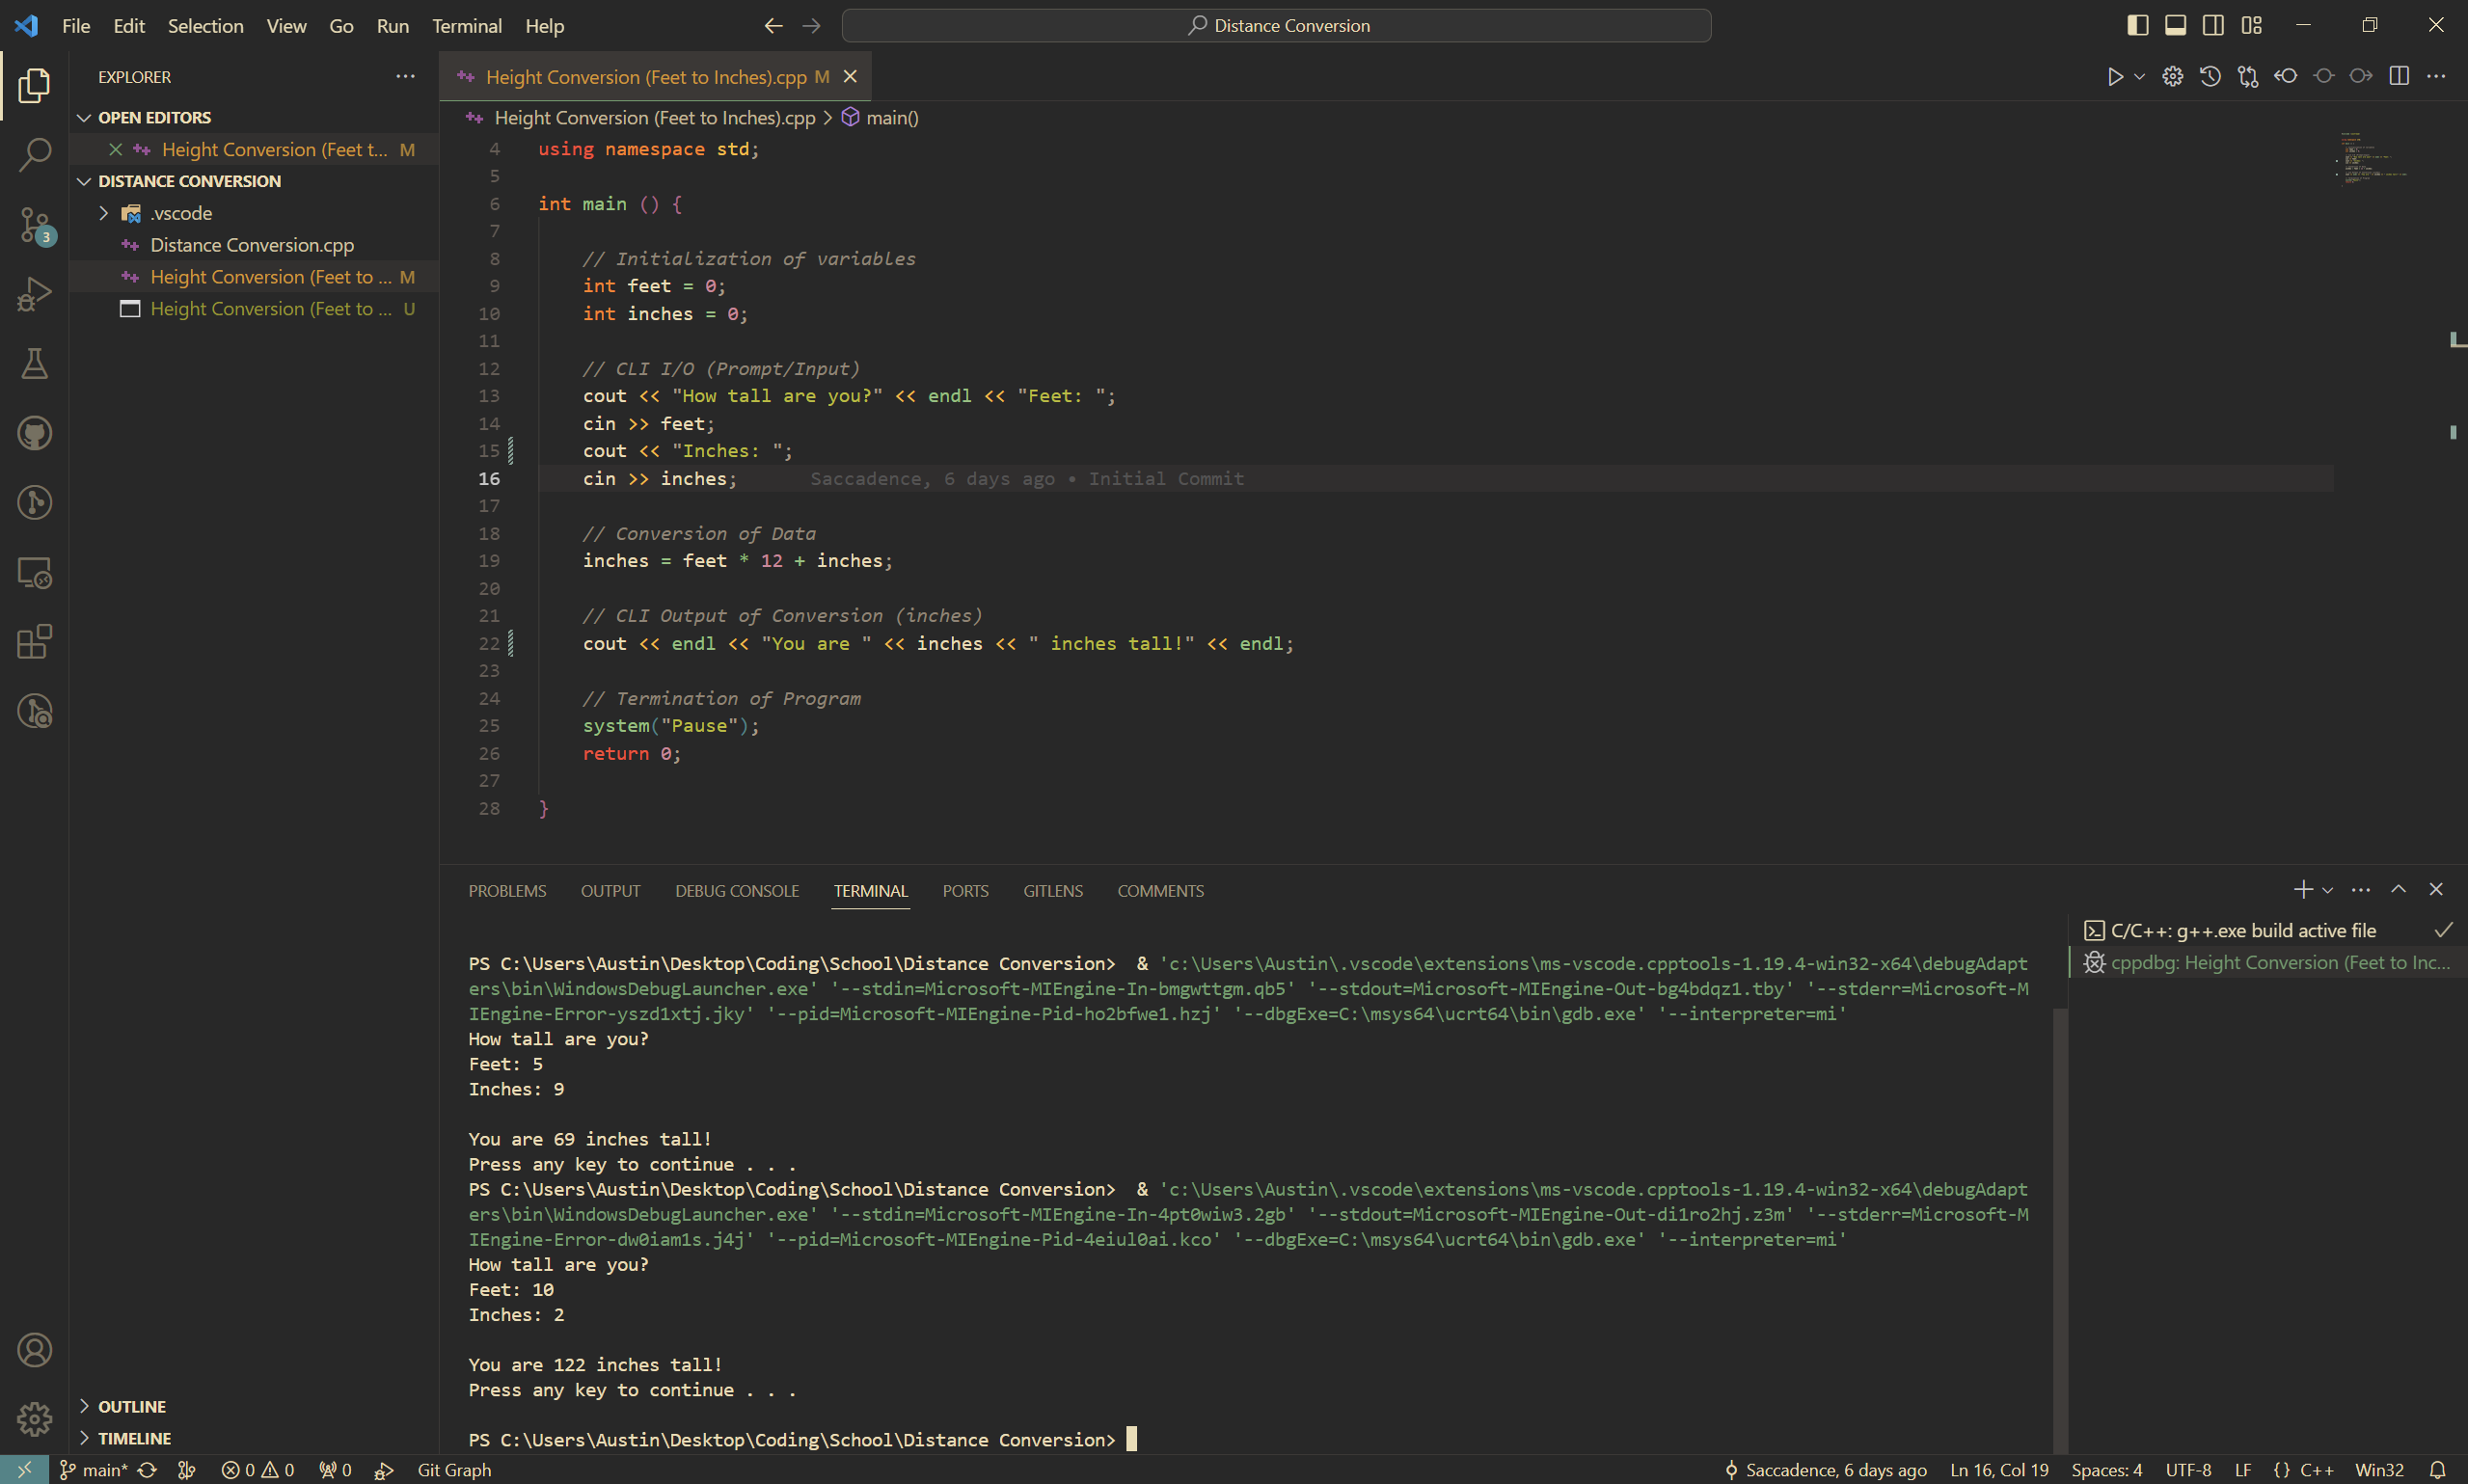 File Edit Selection View Go Run Terminal Help
Distance Conversion
EXPLORER
OPEN EDITORS
Height Conversion (Feet t... M
DISTANCE CONVERSION
.vscode
Distance Conversion.cpp
Height Conversion (Feet to ... M
Height Conversion (Feet to ... U
3
OUTLINE
TIMELINE
Height Conversion (Feet to Inches).cpp M
Height Conversion (Feet to Inches).cpp > main()
4 using namespace std;
5
6 int main () {
7
8 // Initialization of variables
9 int feet = 0;
10 int inches = 0;
11
12 // CLI I/O (Prompt/Input)
13 cout << "How tall are you?" << endl << "Feet: ";
14 cin >> feet;
15 cout << "Inches: ";
16 cin >> inches; Saccadence, 6 days ago • Initial Commit
17
18 // Conversion of Data
19 inches = feet * 12 + inches;
20
21 // CLI Output of Conversion (inches)
22 cout << endl << "You are " << inches << " inches tall!" << endl;
23
24 // Termination of Program
25 system("Pause");
26 return 0;
27
28 }
PROBLEMS OUTPUT DEBUG CONSOLE TERMINAL PORTS GITLENS COMMENTS
PS C:\Users\Austin\Desktop\Coding\School\Distance Conversion> & 'c:\Users\Austin\.vscode\extensions\ms-vscode.cpptools-1.19.4-win32-x64\debugAdapt
ers\bin\WindowsDebugLauncher.exe' '--stdin=Microsoft-MIEngine-In-bmgwttgm.qb5' '--stdout=Microsoft-MIEngine-Out-bg4bdqz1.tby' '--stderr=Microsoft-M
IEngine-Error-yszd1xtj.jky' '--pid=Microsoft-MIEngine-Pid-ho2bfwe1.hzj' '--dbgExe=C:\msys64\ucrt64\bin\gdb.exe' '--interpreter=mi'
How tall are you?
Feet: 5
Inches: 9
You are 69 inches tall!
Press any key to continue . . .
PS C:\Users\Austin\Desktop\Coding\School\Distance Conversion> & 'c:\Users\Austin\.vscode\extensions\ms-vscode.cpptools-1.19.4-win32-x64\debugAdapt
ers\bin\WindowsDebugLauncher.exe' '--stdin=Microsoft-MIEngine-In-4pt0wiw3.2gb' '--stdout=Microsoft-MIEngine-Out-di1ro2hj.z3m' '--stderr=Microsoft-M
IEngine-Error-dw0iam1s.j4j' '--pid=Microsoft-MIEngine-Pid-4eiul0ai.kco' '--dbgExe=C:\msys64\ucrt64\bin\gdb.exe' '--interpreter=mi'
How tall are you?
Feet: 10
Inches: 2
You are 122 inches tall!
Press any key to continue . . .
PS C:\Users\Austin\Desktop\Coding\School\Distance Conversion>
C/C++: g++.exe build active file
cppdbg: Height Conversion (Feet to Inc...
main* 0 0 0 Git Graph Saccadence, 6 days ago Ln 16, Col 19 Spaces: 4 UTF-8 LF {} C++ Win32